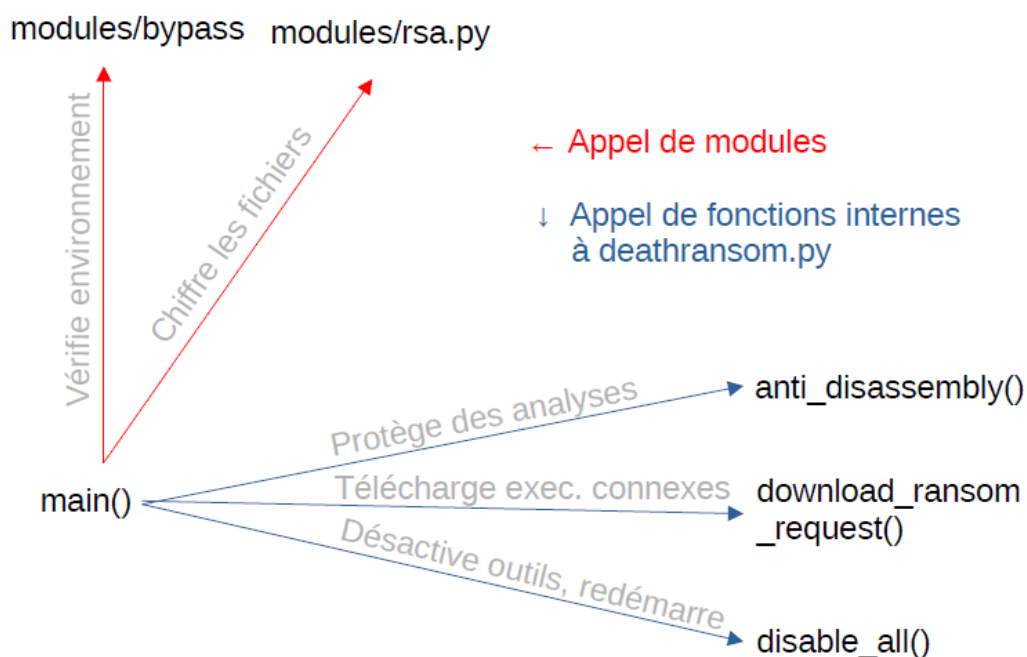 modules/bypass modules/rsa.py
Vérifie environnement
Chiffre les fichiers
← Appel de modules
↓ Appel de fonctions internes
à deathransom.py
main()
Protège des analyses
anti_disassembly()
Télécharge exec. connexes
download_ransom
_request()
Désactive outils, redémarre
disable_all()